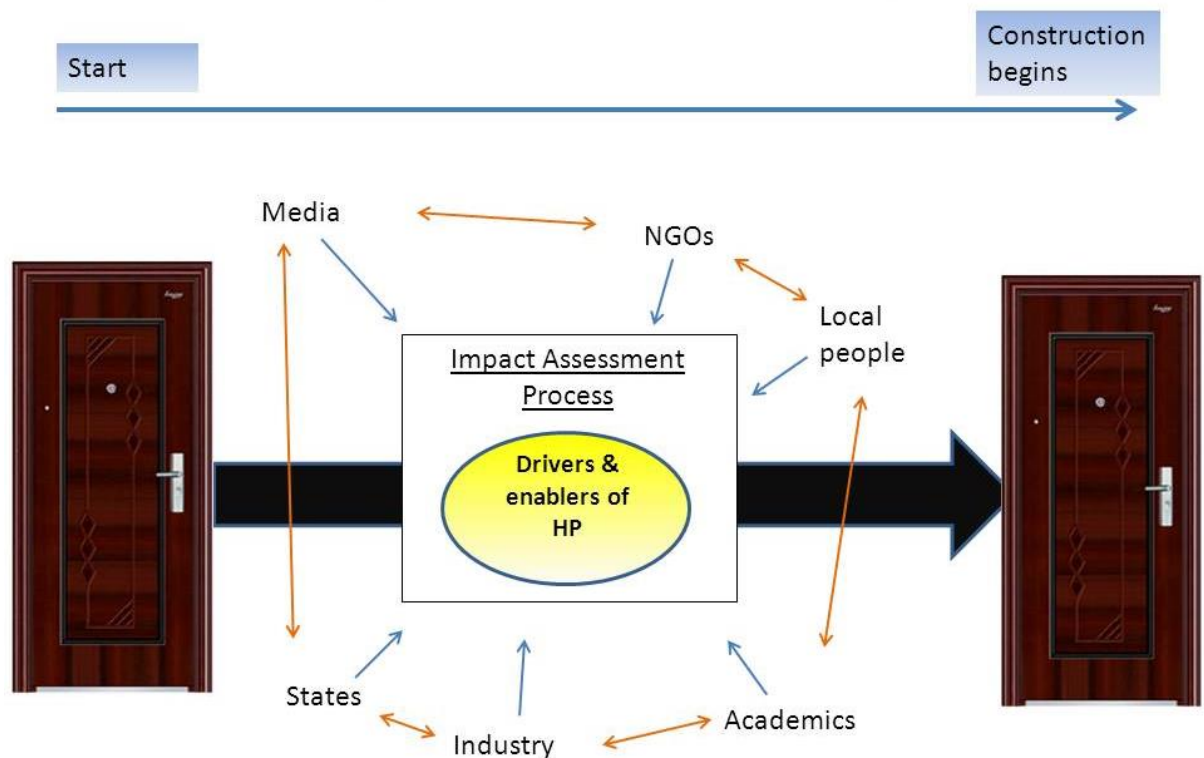 Start
Construction
begins
Media
NGOs
Local
people
Impact Assessment
Process
Drivers &
enablers of
HP
States
Industry
Academics